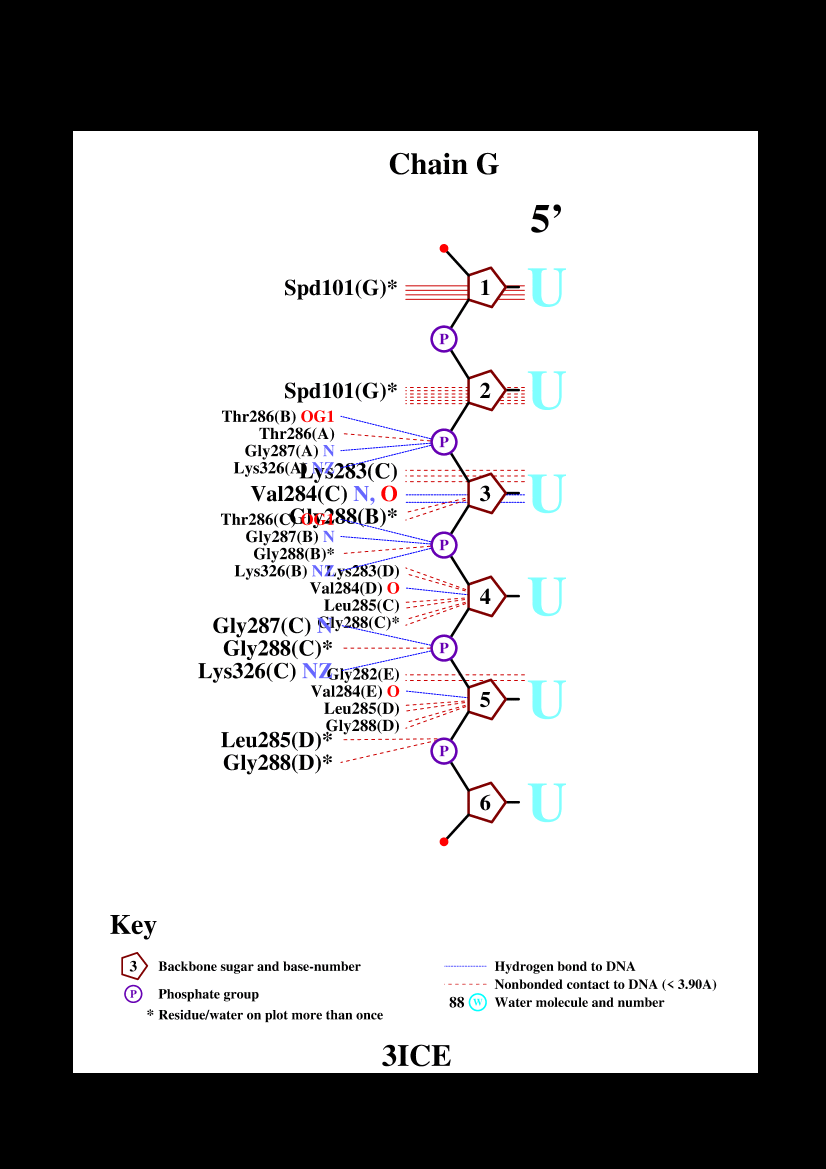 Chain G
5’
Spd101(G)*
1
U
P
Spd101(G)*
2
U
Thr286(B) OG1
Thr286(A)
P
Gly287(A) N
Lys326(A) NZ
Lys283(C)
Val284(C) N, O
3
U
Gly288(B)*
Thr286(C) OG1
Gly287(B) N
P
Gly288(B)*
Lys326(B) NZ
Lys283(D)
Val284(D) O
4
U
Leu285(C)
Gly288(C)*
Gly287(C) N
Gly288(C)*
P
Lys326(C) NZ
Gly282(E)
Val284(E) O
5
U
Leu285(D)
Gly288(D)
Leu285(D)*
P
Gly288(D)*
6
U
Key
3 Backbone sugar and base-number
P Phosphate group
* Residue/water on plot more than once
Hydrogen bond to DNA
Nonbonded contact to DNA (< 3.90A)
88 W Water molecule and number
3ICE